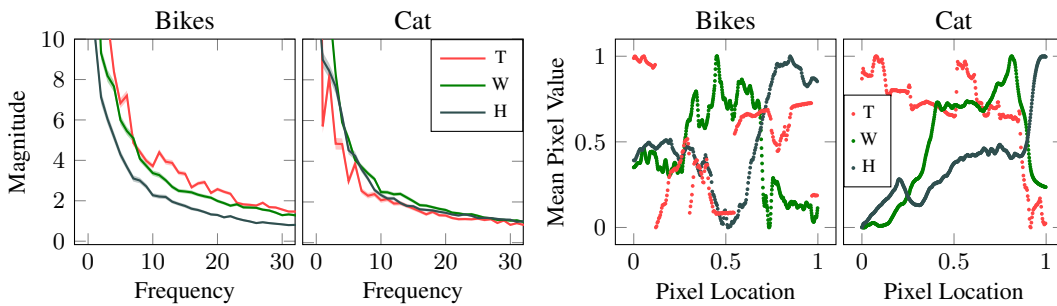 Bikes
Cat
Bikes
Cat
10
8
6
4
2
0
Magnitude
T
W
H
0
10
20
30
0
10
20
30
Frequency
Frequency
1
0.5
0
Mean Pixel Value
T
W
H
0
0.5
1
0
0.5
1
Pixel Location
Pixel Location